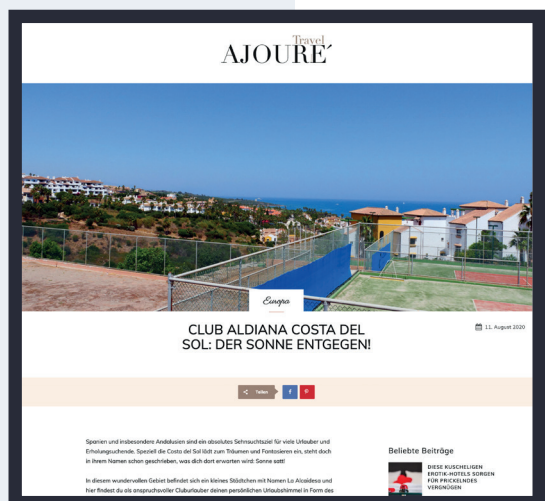 Travel
AJOURE´
Europa
CLUB ALDIANA COSTA DEL
SOL: DER SONNE ENTGEGEN!
11. August 2020
Teilen
Spanien und insbesondere Andalusien sind ein absolutes Sehnsuchtsziel für viele Urlauber und
Erholungsuchende. Speziell die Costa del Sol lädt zum Träumen und Fantasieren ein, steht doch
in ihrem Namen schon geschrieben, was dich dort erwarten wird: Sonne satt!
Beliebte Beiträge
DIESE KUSCHELIGEN
EROTIK-HOTELS SORGEN
FÜR PRICKELNDES
VERGNÜGEN
In diesem wundervollen Gebiet befindet sich ein kleines Städtchen mit Namen La Alcaidesa und
hier findest du als anspruchsvoller Cluburlauber deinen persönlichen Urlaubshimmel in Form des